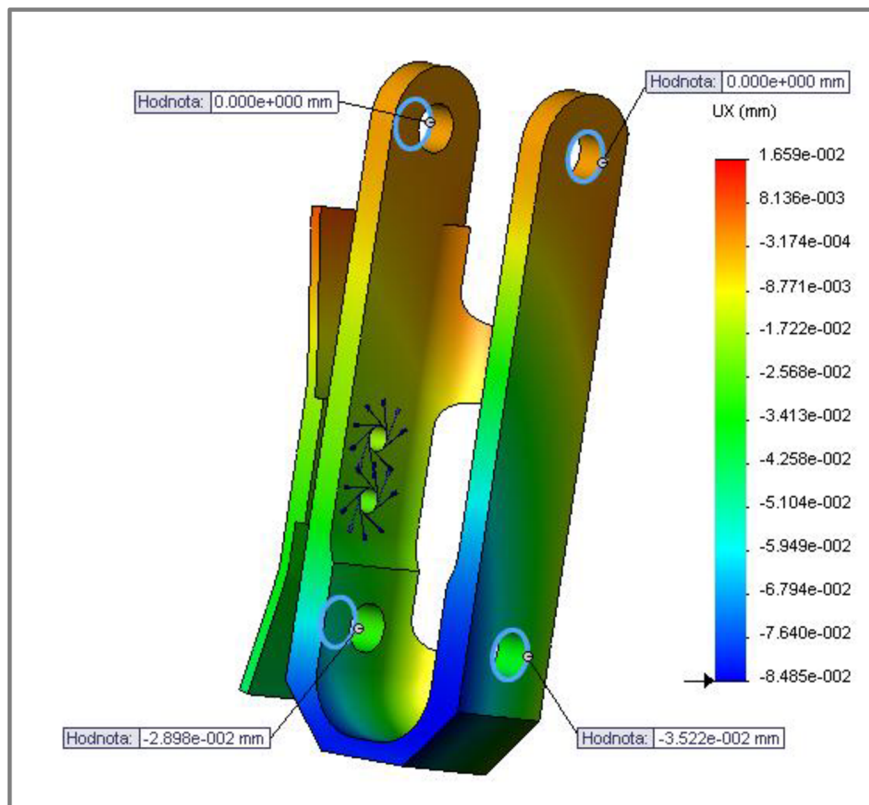 Hodnota: 0.000e+000 mm
Hodnota: 0.000e+000 mm
UX (mm)
1.659e-002
8.136e-003
-3.174e-004
-8.771e-003
-1.722e-002
-2.568e-002
-3.413e-002
-4.258e-002
-5.104e-002
-5.949e-002
-6.794e-002
-7.640e-002
-8.485e-002
Hodnota: -2.898e-002 mm
Hodnota: -3.522e-002 mm